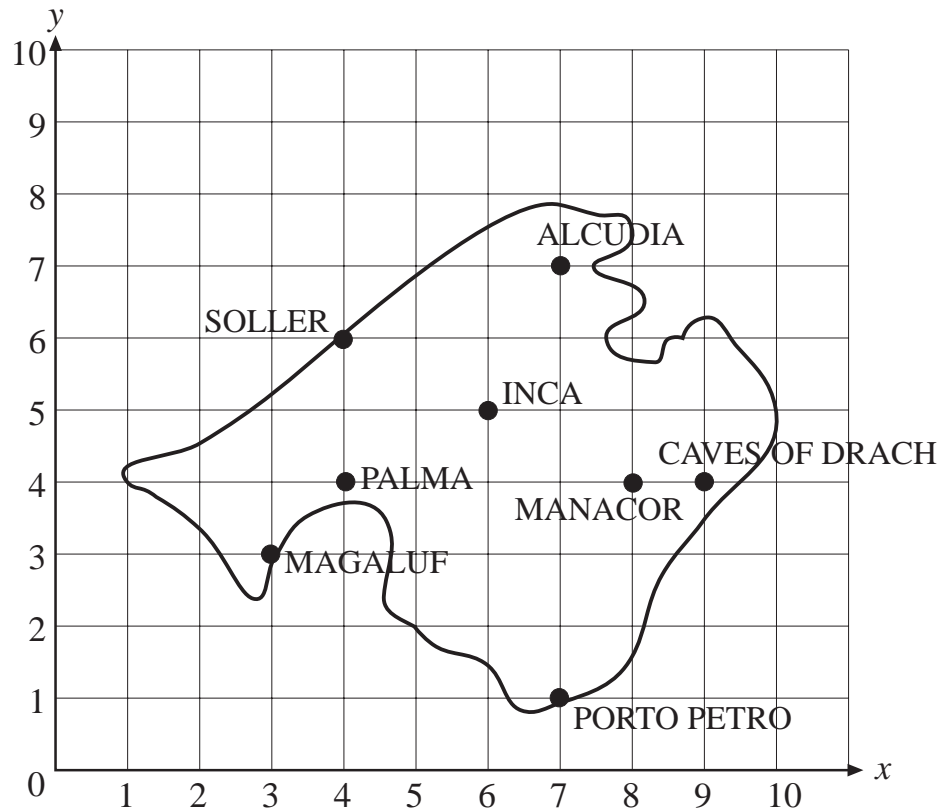 y
10
9
8
ALCUDIA
7
SOLLER
6
INCA
5
CAVES OF DRACH
4
PALMA
MANACOR
3
MAGALUF
2
1
PORTO PETRO
0
1 2 3 4 5 6 7 8 9 10
x